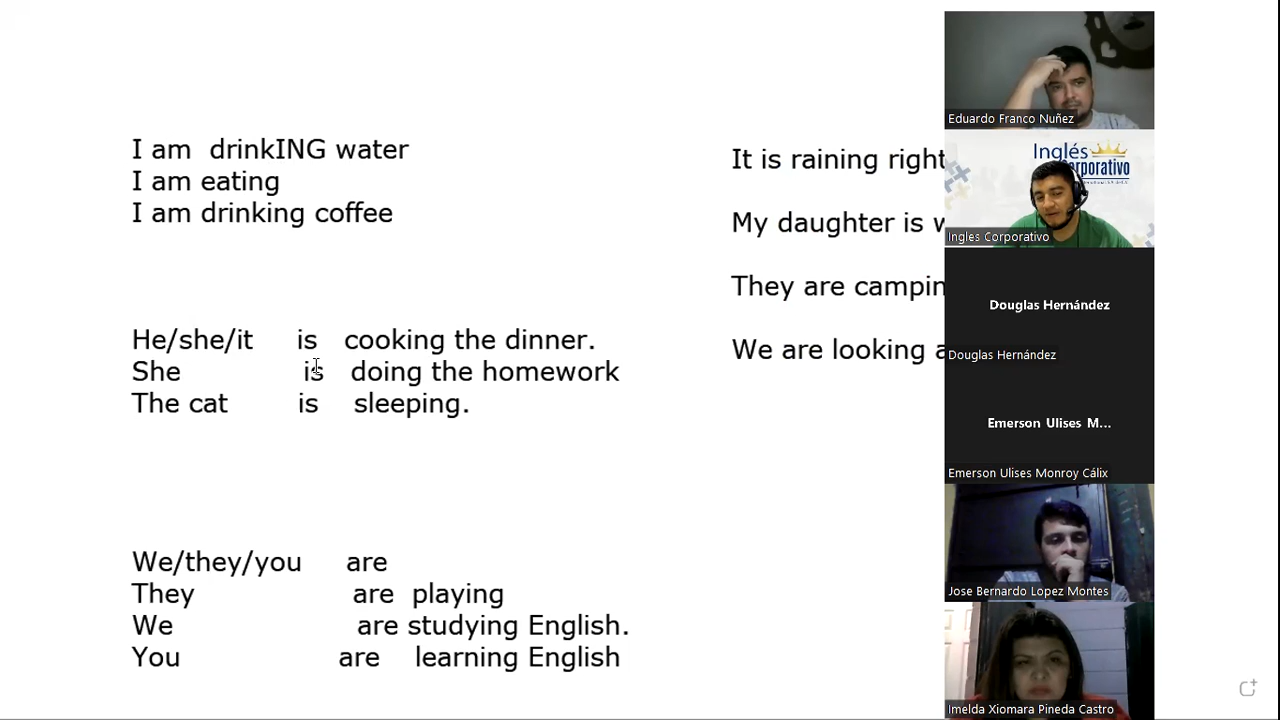 I am drinkING water
I am eating
I am drinking coffee
He/she/it is cooking the dinner.
She is doing the homework
The cat is sleeping.
We/they/you are
They are playing
We are studying English.
You are learning English
It is raining right
My daughter is
They are campin
We are looking
Eduardo Franco Nuñez
Inglés
Corporativo
Ingles Corporativo
Douglas Hernández
Douglas Hernández
Emerson Ulises M...
Emerson Ulises Monroy Cálix
Jose Bernardo Lopez Montes
Imelda Xiomara Pineda Castro